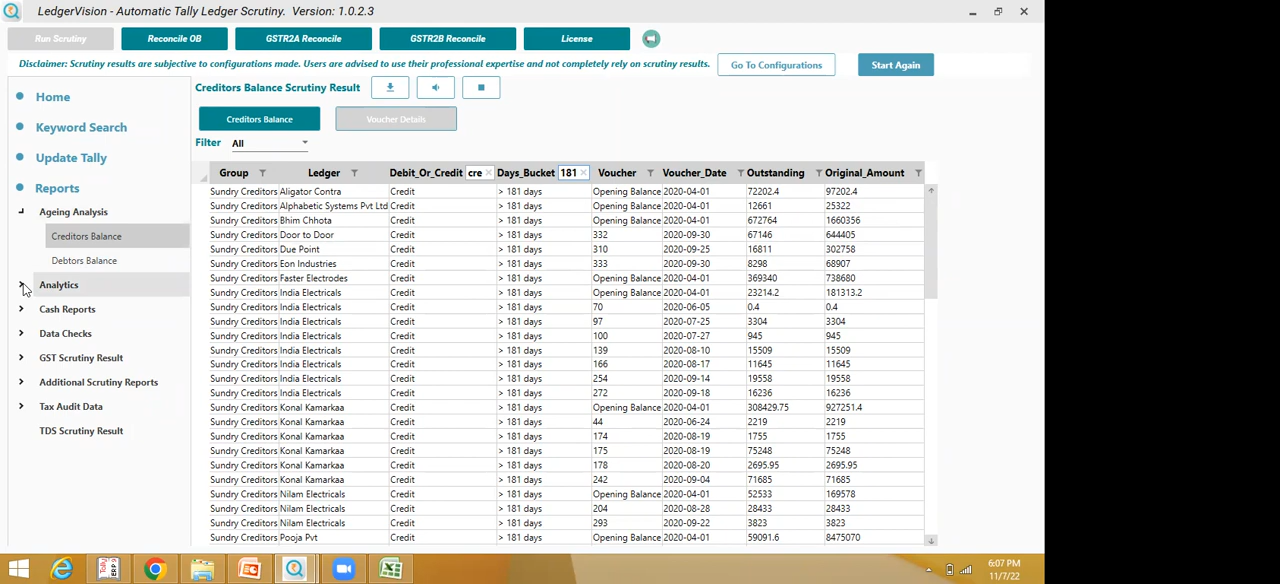 LedgerVision - Automatic Tally Ledger Scrutiny. Version: 1.0.2.3
Run Scrutiny Reconcile OB GSTR2A Reconcile GSTR2B Reconcile License
Disclaimer: Scrutiny results are subjective to configurations made. Users are advised to use their professional expertise and not completely rely on scrutiny results. Go To Configurations Start Again
Home
Keyword Search
Update Tally
Reports
Ageing Analysis
Creditors Balance
Debtors Balance
Analytics
Cash Reports
Data Checks
GST Scrutiny Result
Additional Scrutiny Reports
Tax Audit Data
TDS Scrutiny Result
Creditors Balance Scrutiny Result
Creditors Balance Voucher Details
Filter All
Group Ledger Debit_Or_Credit cre Days_Bucket 181 Voucher Voucher_Date Outstanding Original_Amount
Sundry Creditors Aligator Contra Credit > 181 days Opening Balance 2020-04-01 72202.4 97202.4
Sundry Creditors Alphabetic Systems Pvt Ltd Credit > 181 days Opening Balance 2020-04-01 12661 25322
Sundry Creditors Bhim Chhota Credit > 181 days Opening Balance 2020-04-01 672764 1660356
Sundry Creditors Door to Door Credit > 181 days 332 2020-09-30 67146 644405
Sundry Creditors Due Point Credit > 181 days 310 2020-09-25 16811 302758
Sundry Creditors Eon Industries Credit > 181 days 333 2020-09-30 8298 68907
Sundry Creditors Faster Electrodes Credit > 181 days Opening Balance 2020-04-01 369340 738680
Sundry Creditors India Electricals Credit > 181 days Opening Balance 2020-04-01 23214.2 181313.2
Sundry Creditors India Electricals Credit > 181 days 70 2020-06-05 0.4 0.4
Sundry Creditors India Electricals Credit > 181 days 97 2020-07-25 3304 3304
Sundry Creditors India Electricals Credit > 181 days 100 2020-07-27 945 945
Sundry Creditors India Electricals Credit > 181 days 139 2020-08-10 15509 15509
Sundry Creditors India Electricals Credit > 181 days 166 2020-08-17 11645 11645
Sundry Creditors India Electricals Credit > 181 days 254 2020-09-14 19558 19558
Sundry Creditors India Electricals Credit > 181 days 272 2020-09-18 16236 16236
Sundry Creditors Konal Kamarkaa Credit > 181 days Opening Balance 2020-04-01 308429.75 927251.4
Sundry Creditors Konal Kamarkaa Credit > 181 days 44 2020-06-24 2219 2219
Sundry Creditors Konal Kamarkaa Credit > 181 days 174 2020-08-19 1755 1755
Sundry Creditors Konal Kamarkaa Credit > 181 days 175 2020-08-19 75248 75248
Sundry Creditors Konal Kamarkaa Credit > 181 days 178 2020-08-20 2695.95 2695.95
Sundry Creditors Konal Kamarkaa Credit > 181 days 242 2020-09-04 71685 71685
Sundry Creditors Nilam Electricals Credit > 181 days Opening Balance 2020-04-01 52533 169578
Sundry Creditors Nilam Electricals Credit > 181 days 204 2020-08-28 28433 28433
Sundry Creditors Nilam Electricals Credit > 181 days 293 2020-09-22 3823 3823
Sundry Creditors Pooja Pvt Credit > 181 days Opening Balance 2020-04-01 59091.6 8475070
6:07 PM
11/7/22